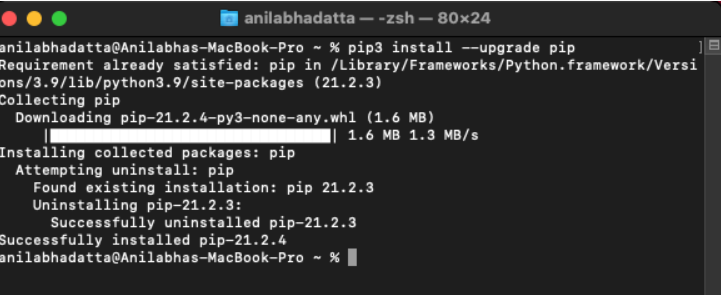 anilabhadatta — -zsh — 80×24
anilabhadatta@Anilabhas-MacBook-Pro ~ % pip3 install --upgrade pip
Requirement already satisfied: pip in /Library/Frameworks/Python.framework/Versi
ons/3.9/lib/python3.9/site-packages (21.2.3)
Collecting pip
  Downloading pip-21.2.4-py3-none-any.whl (1.6 MB)
     |████████████████████████████████| 1.6 MB 1.3 MB/s
Installing collected packages: pip
  Attempting uninstall: pip
    Found existing installation: pip 21.2.3
    Uninstalling pip-21.2.3:
      Successfully uninstalled pip-21.2.3
Successfully installed pip-21.2.4
anilabhadatta@Anilabhas-MacBook-Pro ~ %